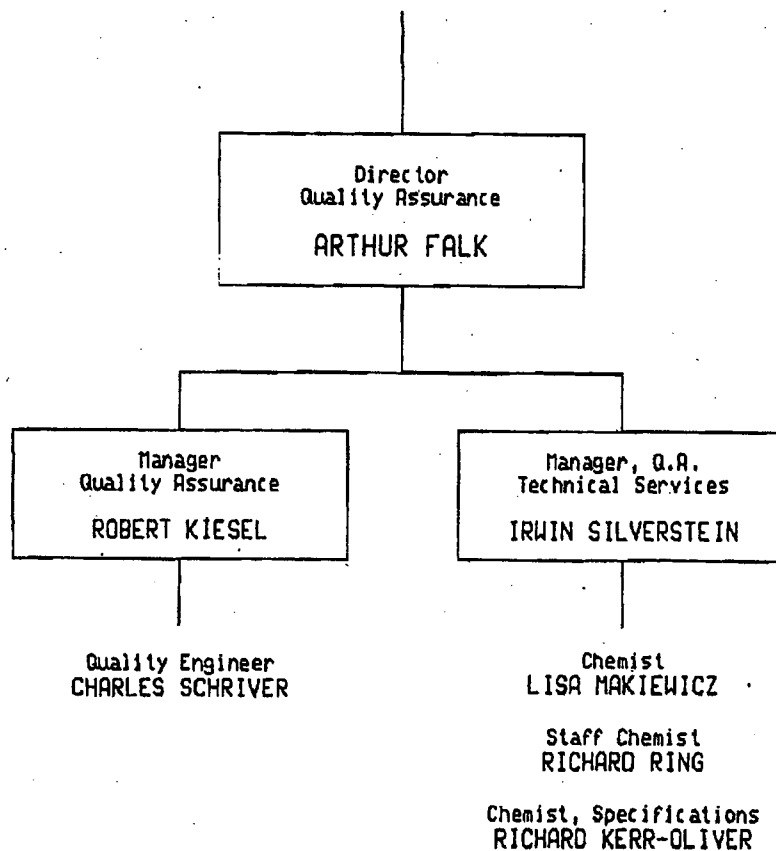 Director
Quality Assurance
ARTHUR FALK
Manager
Quality Assurance
ROBERT KIESEL
Manager, Q.A.
Technical Services
IRWIN SILVERSTEIN
Quality Engineer
CHARLES SCHRIVER
Chemist
LISA MAKIEWICZ
Staff Chemist
RICHARD RING
Chemist, Specifications
RICHARD KERR-OLIVER